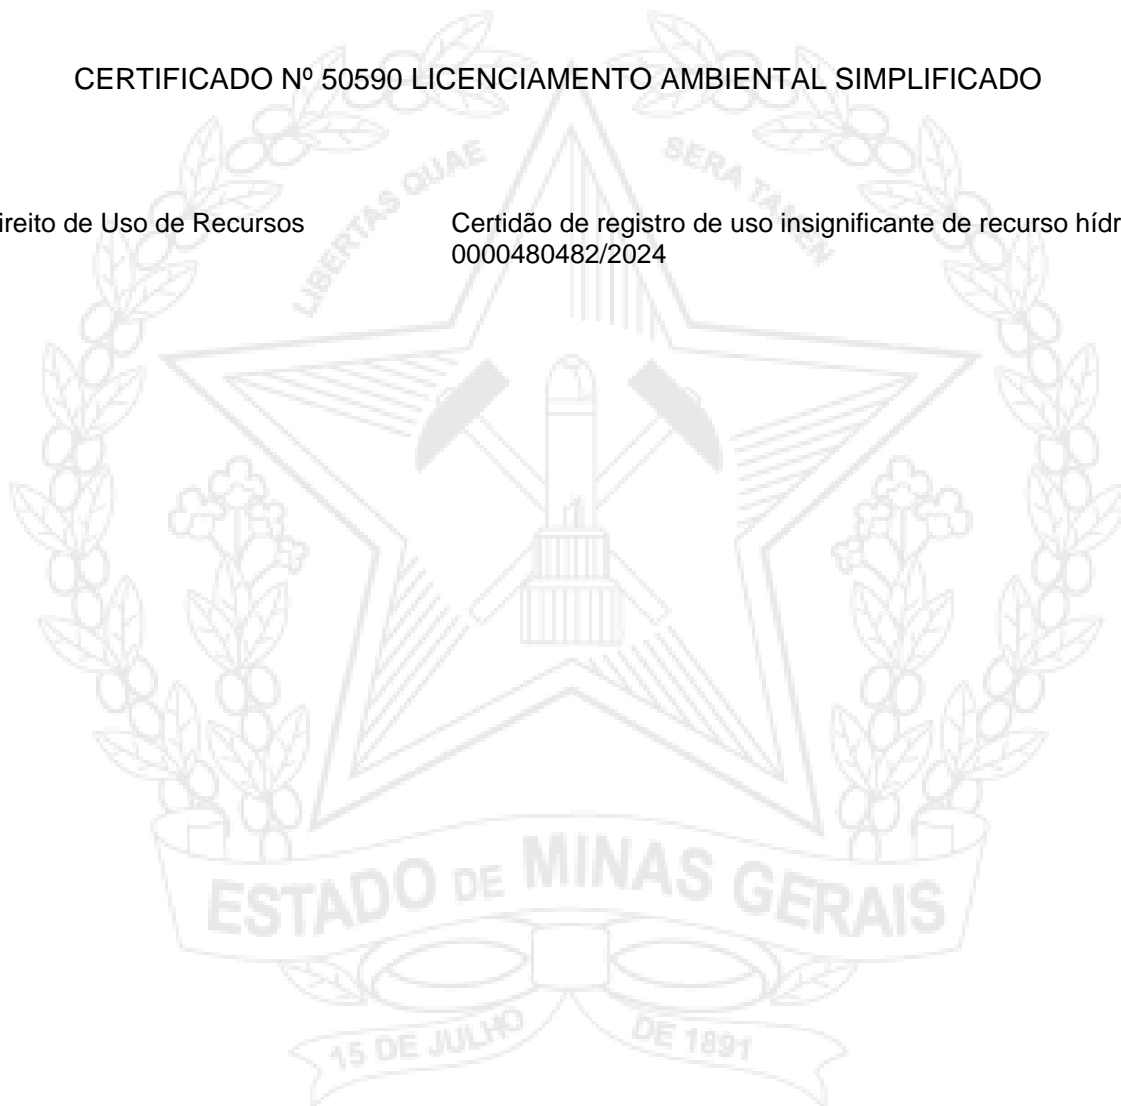 CERTIFICADO Nº 50590 LICENCIAMENTO AMBIENTAL SIMPLIFICADO
LIBERTAS QUAE SERA TAMEN
ireito de Uso de Recursos
Certidão de registro de uso insignificante de recurso hídr
0000480482/2024
ESTADO DE MINAS GERAIS
15 DE JULHO DE 1891